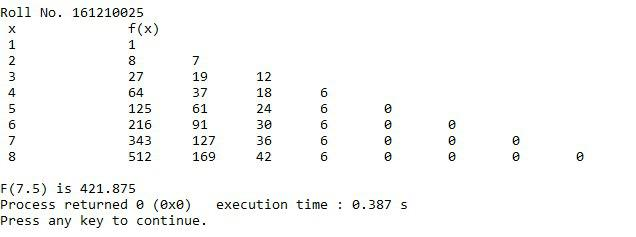 Roll No. 161210025
x f(x)
1 1
2 8 7
3 27 19 12
4 64 37 18 6
5 125 61 24 6 0
6 216 91 30 6 0 0
7 343 127 36 6 0 0 0
8 512 169 42 6 0 0 0 0
F(7.5) is 421.875
Process returned 0 (0x0) execution time : 0.387 s
Press any key to continue.